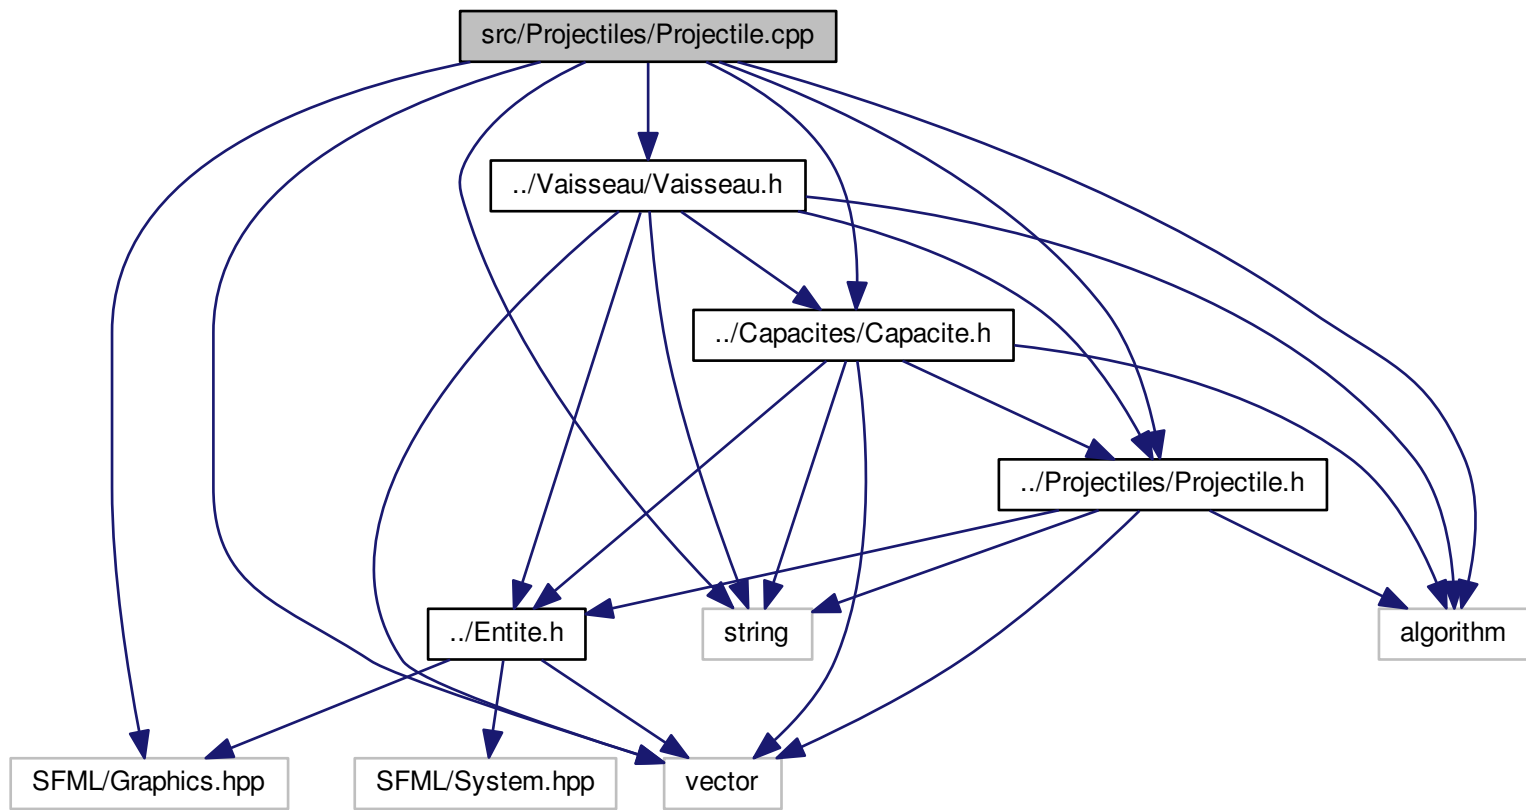 src/Projectiles/Projectile.cpp
../Vaisseau/Vaisseau.h
../Capacites/Capacite.h
../Projectiles/Projectile.h
../Entite.h
string
algorithm
SFML/Graphics.hpp
SFML/System.hpp
vector